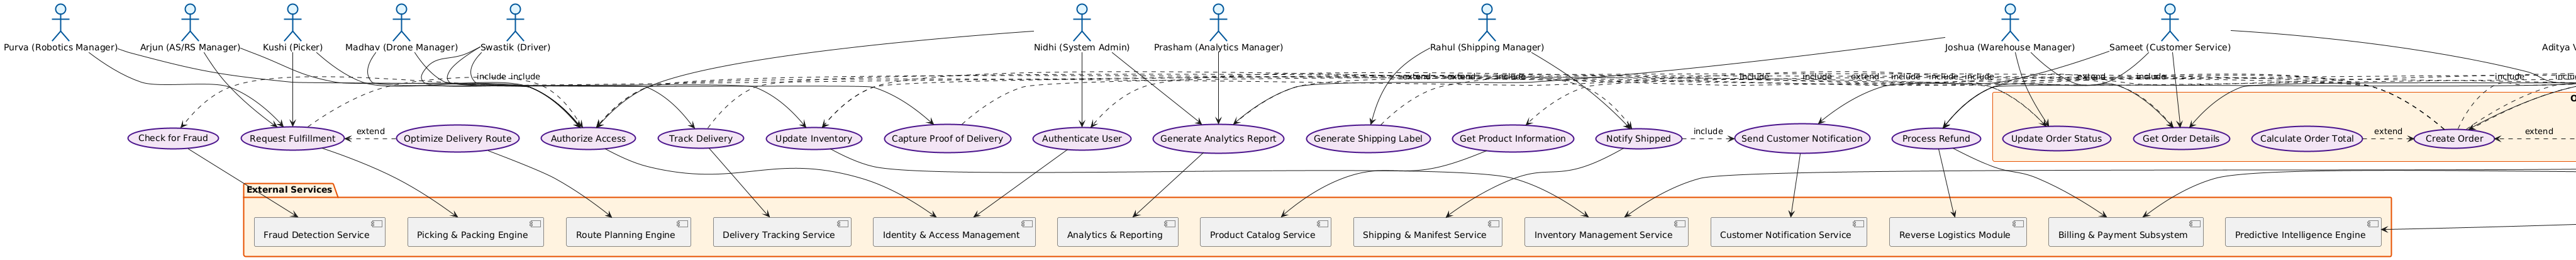 Purva (Robotics Manager)
Arjun (AS/RS Manager)
Kushi (Picker)
Madhav (Drone Manager)
Swastik (Driver)
Nidhi (System Admin)
Prasham (Analytics Manager)
Rahul (Shipping Manager)
Joshua (Warehouse Manager)
Sameet (Customer Service)
Aditya
include
include
extend
extend
include
include
include
extend
include
include
include
extend
include
include
Check for Fraud
Request Fulfillment
extend
Optimize Delivery Route
Authorize Access
Track Delivery
Update Inventory
Capture Proof of Delivery
Authenticate User
Generate Analytics Report
Generate Shipping Label
Get Product Information
Notify Shipped
include
Send Customer Notification
Process Refund
Update Order Status
Get Order Details
Calculate Order Total
extend
Create Order
extend
External Services
Fraud Detection Service
Picking & Packing Engine
Route Planning Engine
Delivery Tracking Service
Identity & Access Management
Analytics & Reporting
Product Catalog Service
Shipping & Manifest Service
Inventory Management Service
Customer Notification Service
Reverse Logistics Module
Billing & Payment Subsystem
Predictive Intelligence Engine